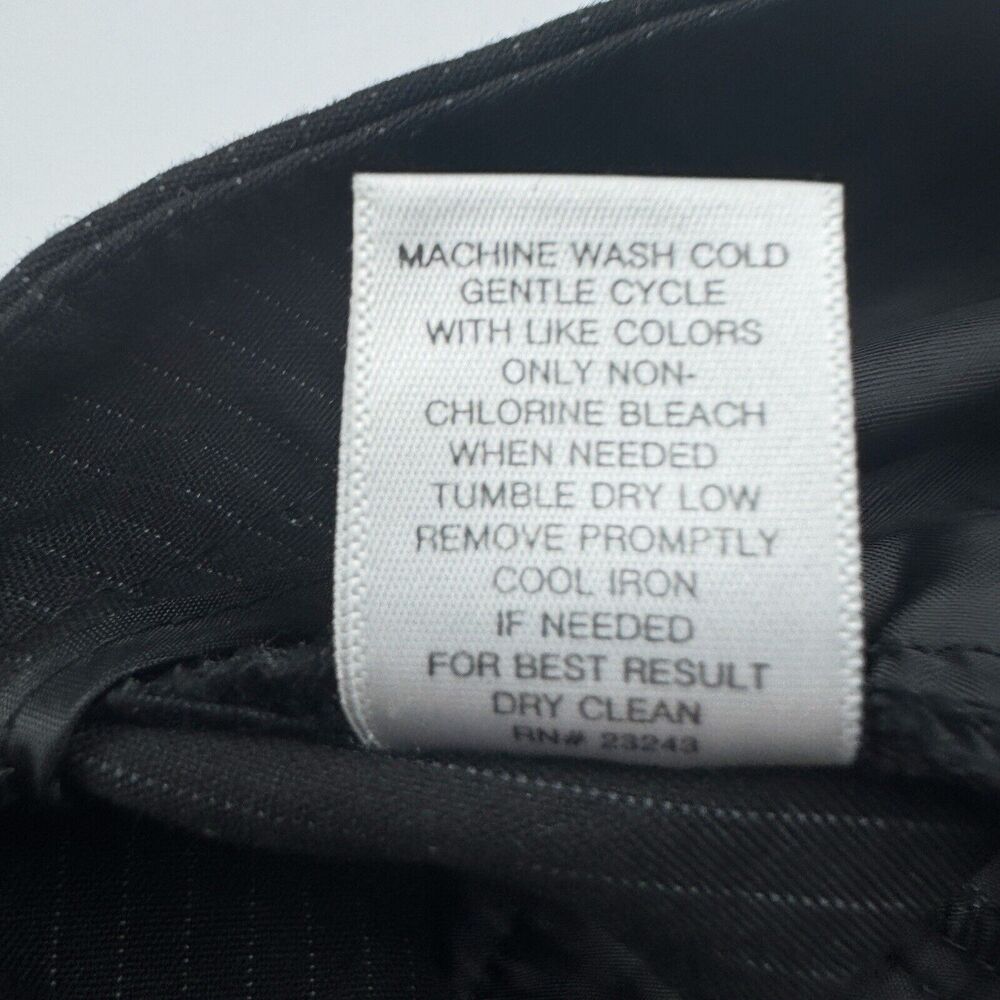 MACHINE WASH COLD
GENTLE CYCLE
WITH LIKE COLORS
ONLY NON-
CHLORINE BLEACH
WHEN NEEDED
TUMBLE DRY LOW
REMOVE PROMPTLY
COOL IRON
IF NEEDED
FOR BEST RESULT
DRY CLEAN
RN# 23243